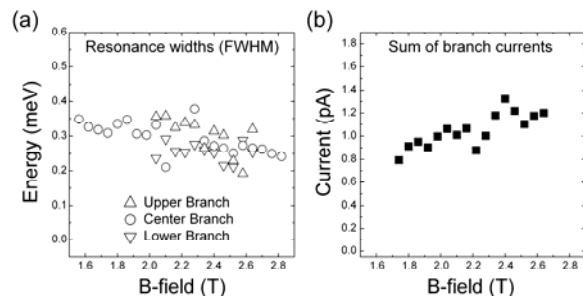 (a)
Resonance widths (FWHM)
Energy (meV)
0.6
0.5
0.4
0.3
0.2
0.1
0.0
△ Upper Branch
○ Center Branch
▽ Lower Branch
1.6 1.8 2.0 2.2 2.4 2.6 2.8
B-field (T)
(b)
Sum of branch currents
Current (pA)
1.8
1.6
1.4
1.2
1.0
0.8
0.6
0.4
0.2
0.0
1.6 1.8 2.0 2.2 2.4 2.6 2.8
B-field (T)